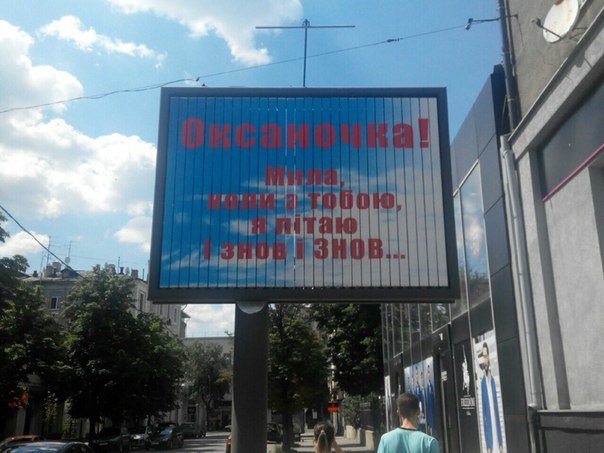 Оксаночка!
Мила,
коли з тобою,
я літаю
і знов і ЗНОВ...